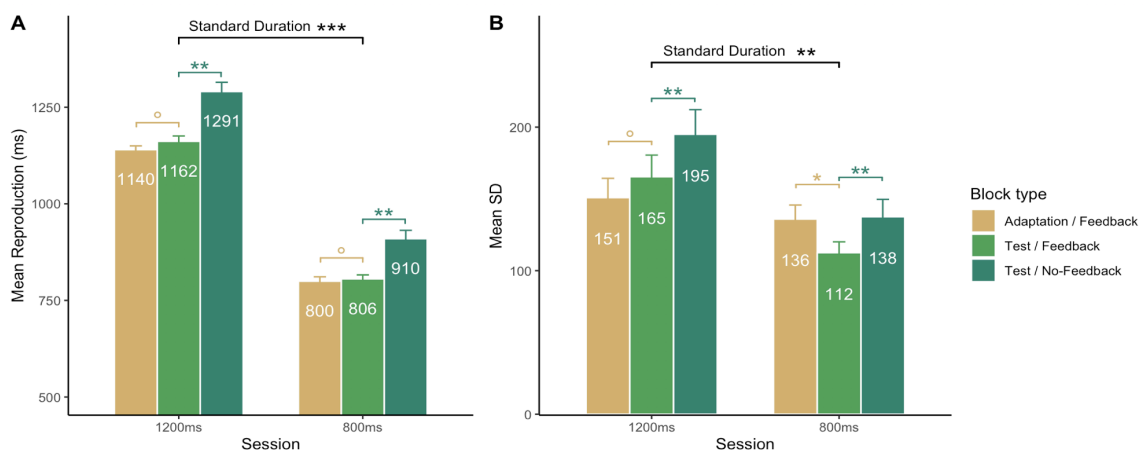 A
Standard Duration ***
**
°
**
°
1140
1162
1291
800
806
910
Mean Reproduction (ms)
1250
1000
750
500
1200ms
800ms
Session
B
Standard Duration **
**
°
*
**
151
165
195
136
112
138
Mean SD
200
100
0
1200ms
800ms
Session
Block type
Adaptation / Feedback
Test / Feedback
Test / No-Feedback